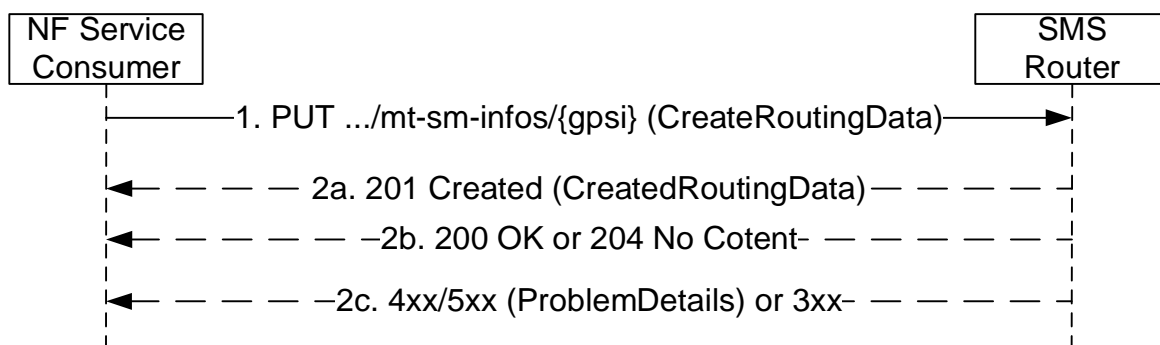 NF Service
Consumer
SMS
Router
1. PUT .../mt-sm-infos/{gpsi} (CreateRoutingData)
2a. 201 Created (CreatedRoutingData)
2b. 200 OK or 204 No Cotent
2c. 4xx/5xx (ProblemDetails) or 3xx